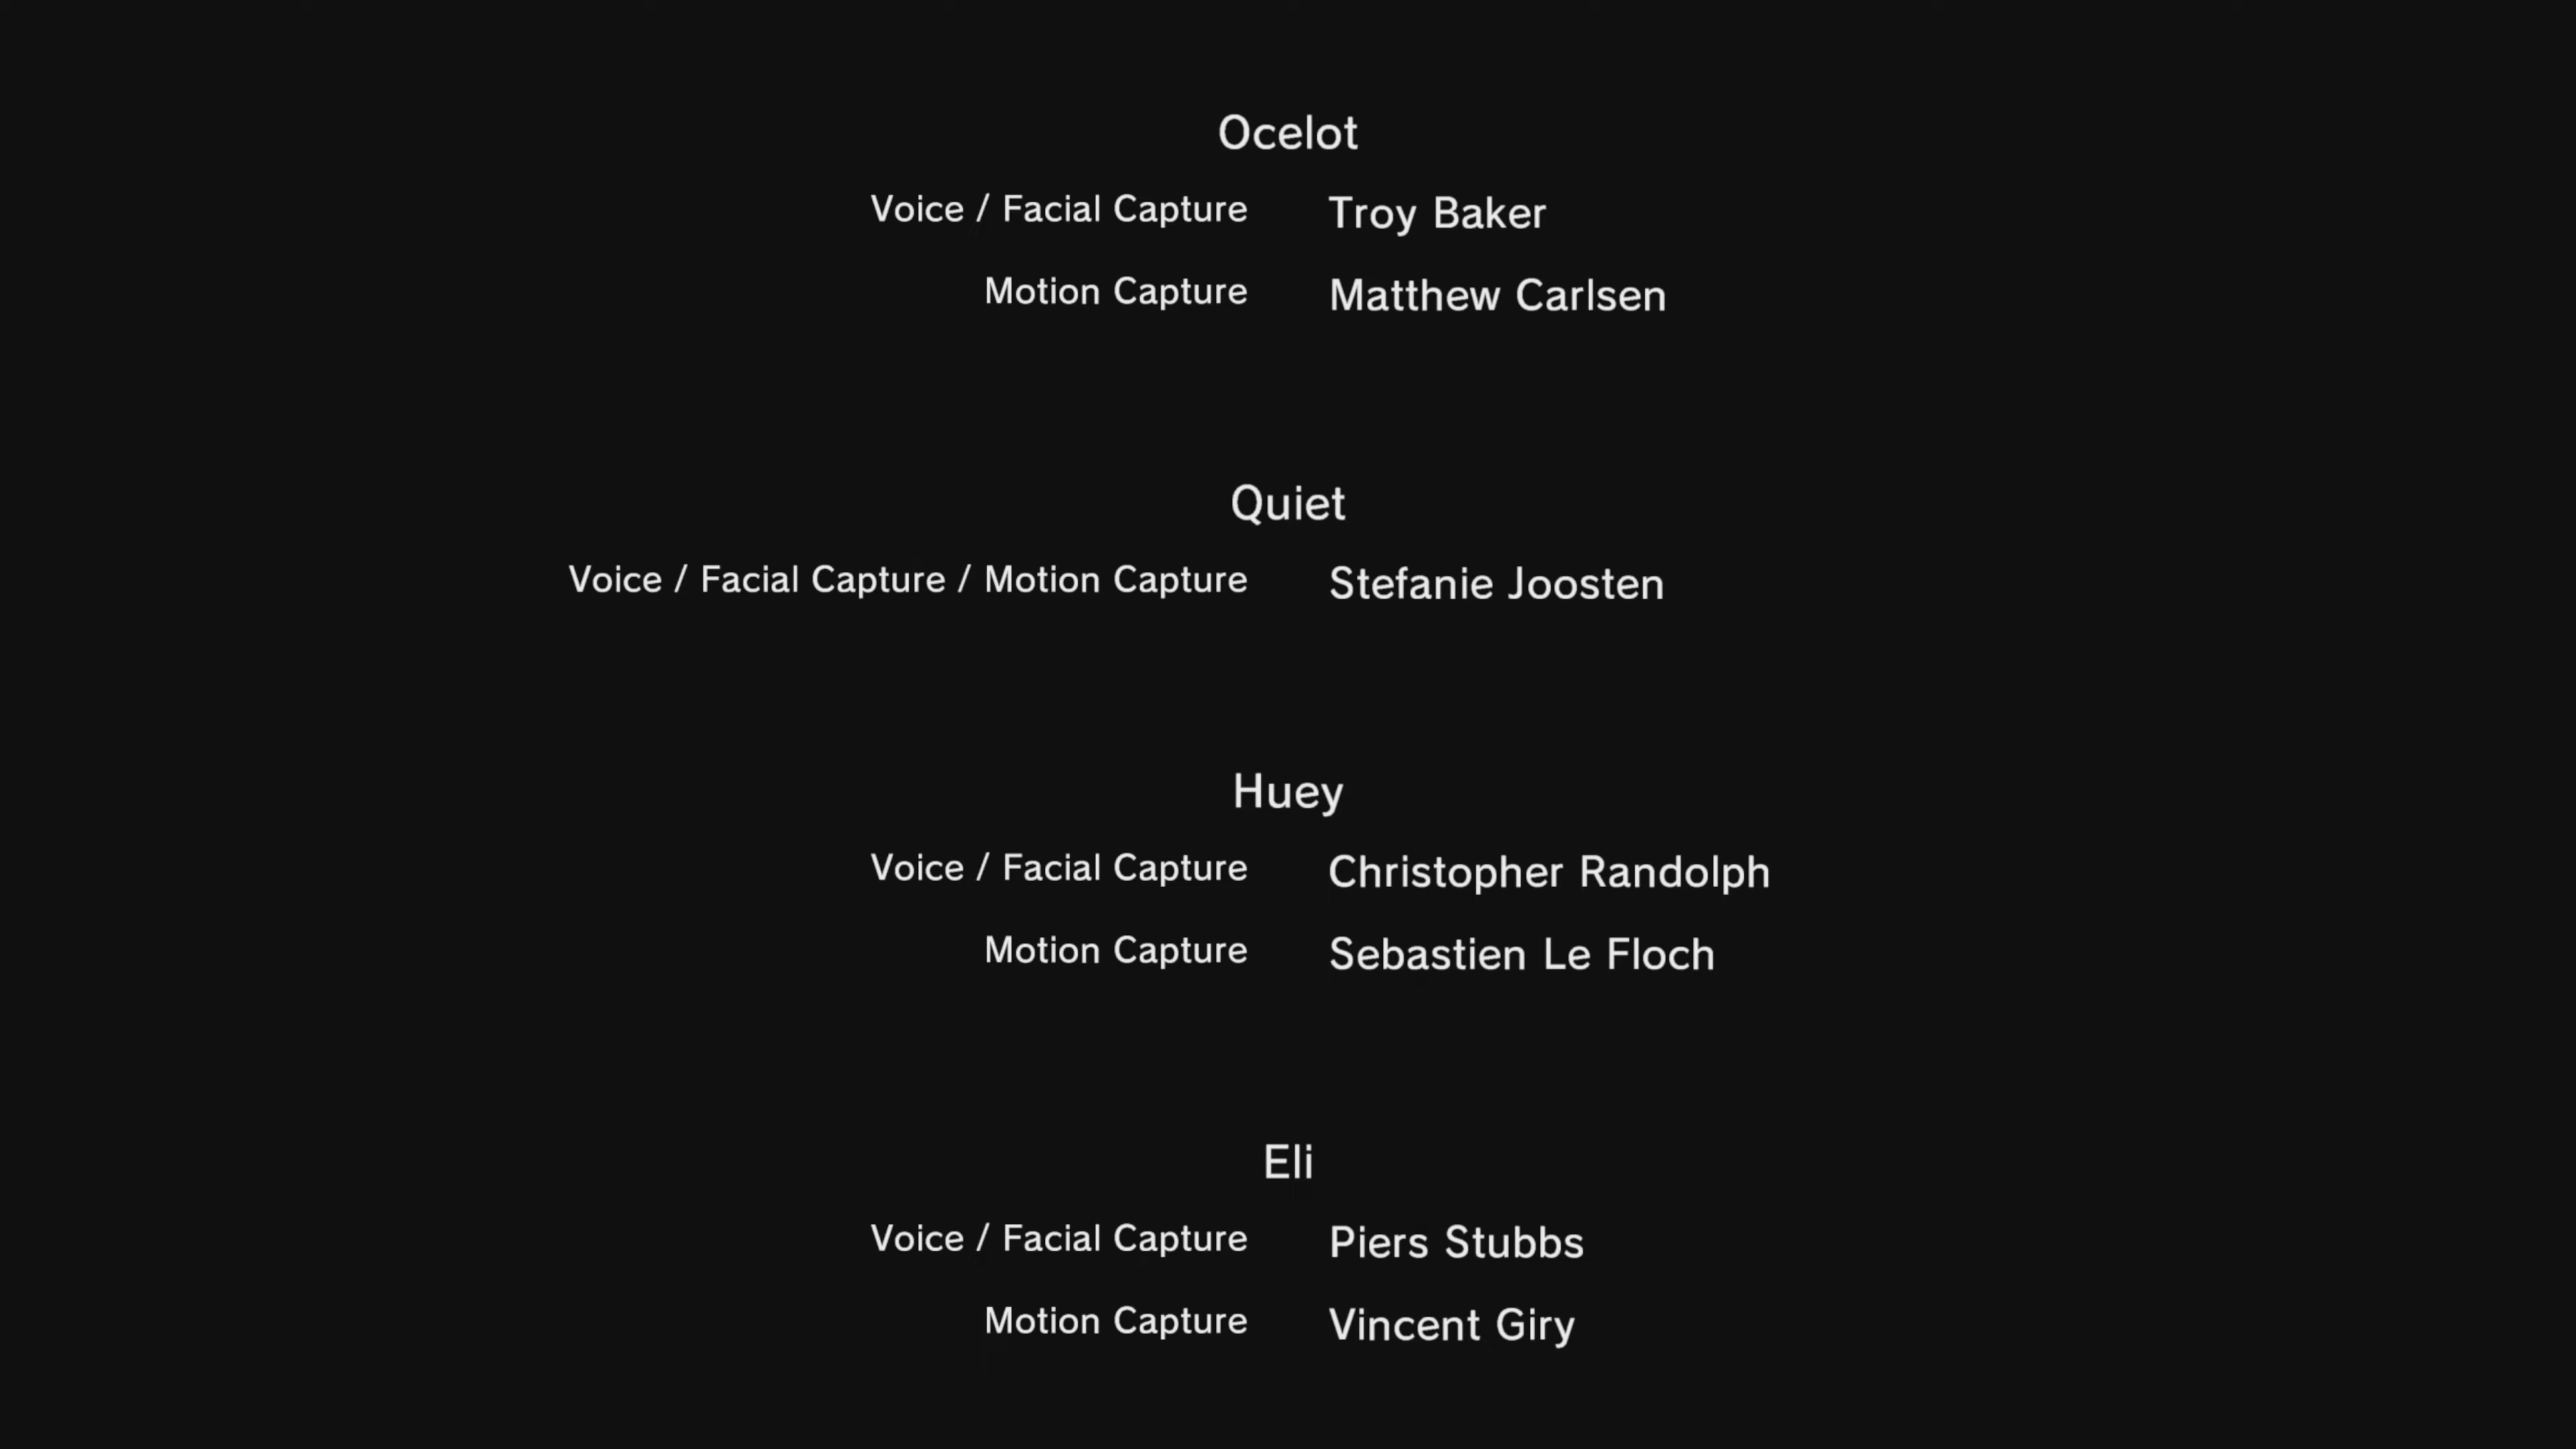 Ocelot
Voice / Facial Capture Troy Baker
Motion Capture Matthew Carlsen
Quiet
Voice / Facial Capture / Motion Capture Stefanie Joosten
Huey
Voice / Facial Capture Christopher Randolph
Motion Capture Sebastien Le Floch
Eli
Voice / Facial Capture Piers Stubbs
Motion Capture Vincent Giry